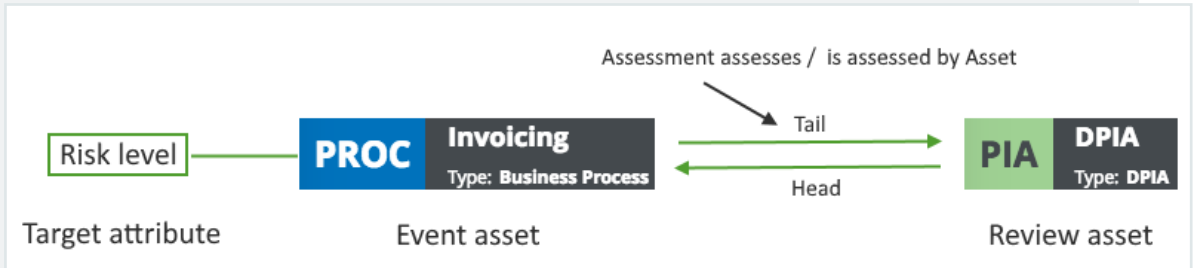 Assessment assesses / is assessed by Asset
Tail
Risk level
PROC
Invoicing
Type: Business Process
PIA
DPIA
Type: DPIA
Head
Target attribute
Event asset
Review asset